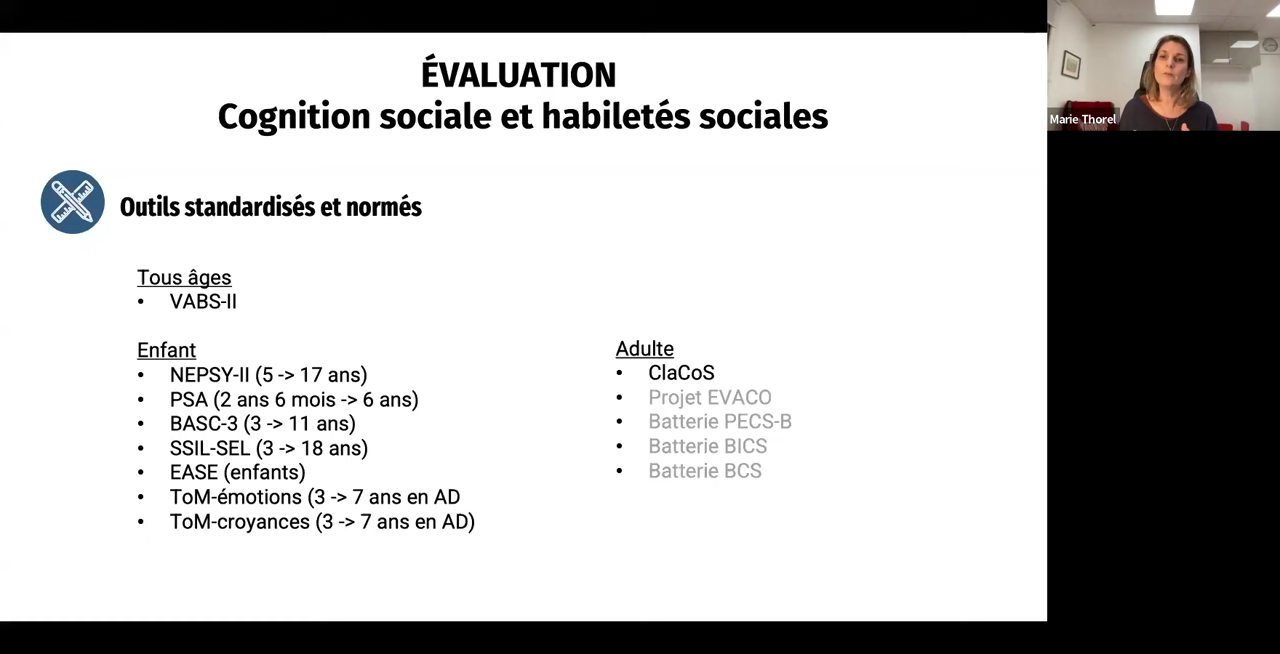 ÉVALUATION
Cognition sociale et habiletés sociales
Marie Thorel
Outils standardisés et normés
Tous âges
• VABS-II
Enfant
• NEPSY-II (5 -> 17 ans)
• PSA (2 ans 6 mois -> 6 ans)
• BASC-3 (3 -> 11 ans)
• SSIL-SEL (3 -> 18 ans)
• EASE (enfants)
• ToM-émotions (3 -> 7 ans en AD
• ToM-croyances (3 -> 7 ans en AD)
Adulte
• ClaCoS
• Projet EVACO
• Batterie PECS-B
• Batterie BICS
• Batterie BCS